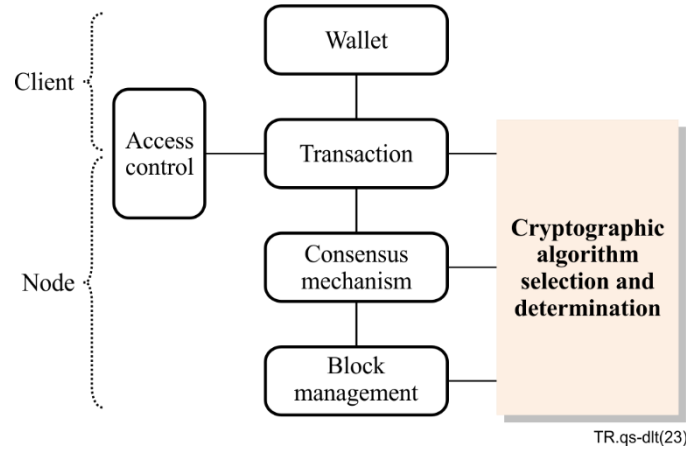 Wallet
Client
Access
control
Transaction
Cryptographic
algorithm
selection and
determination
Consensus
mechanism
Node
Block
management
TR.qs-dlt(23)